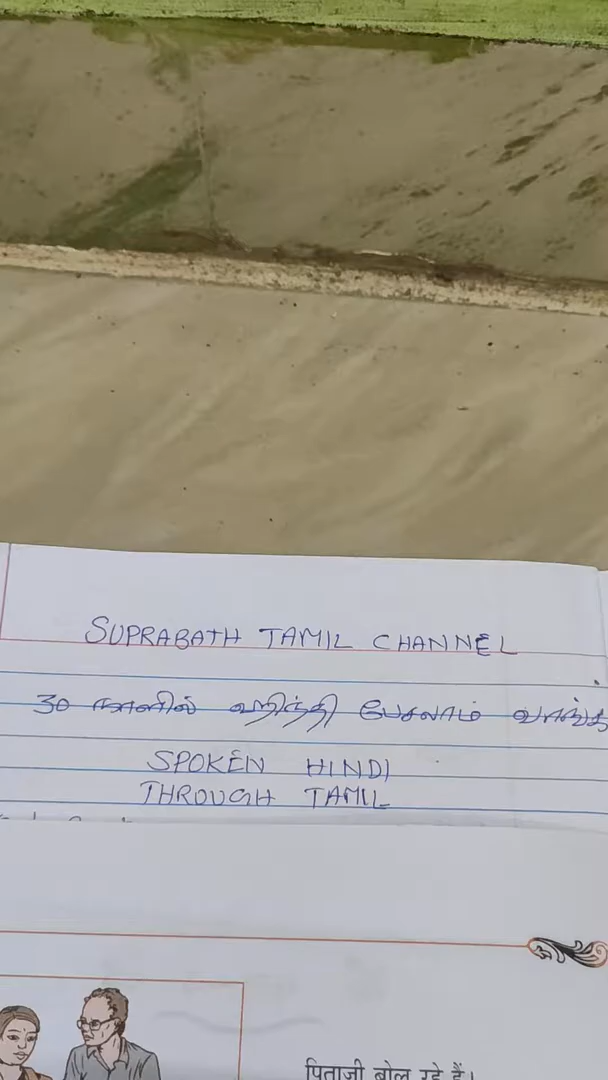 SUPRABATH TAMIL CHANNEL
30 நாளில் ஹிந்தி பேசலாம் வாங்க
SPOKEN HINDI
THROUGH TAMIL
पिताजी बोल रहे हैं।